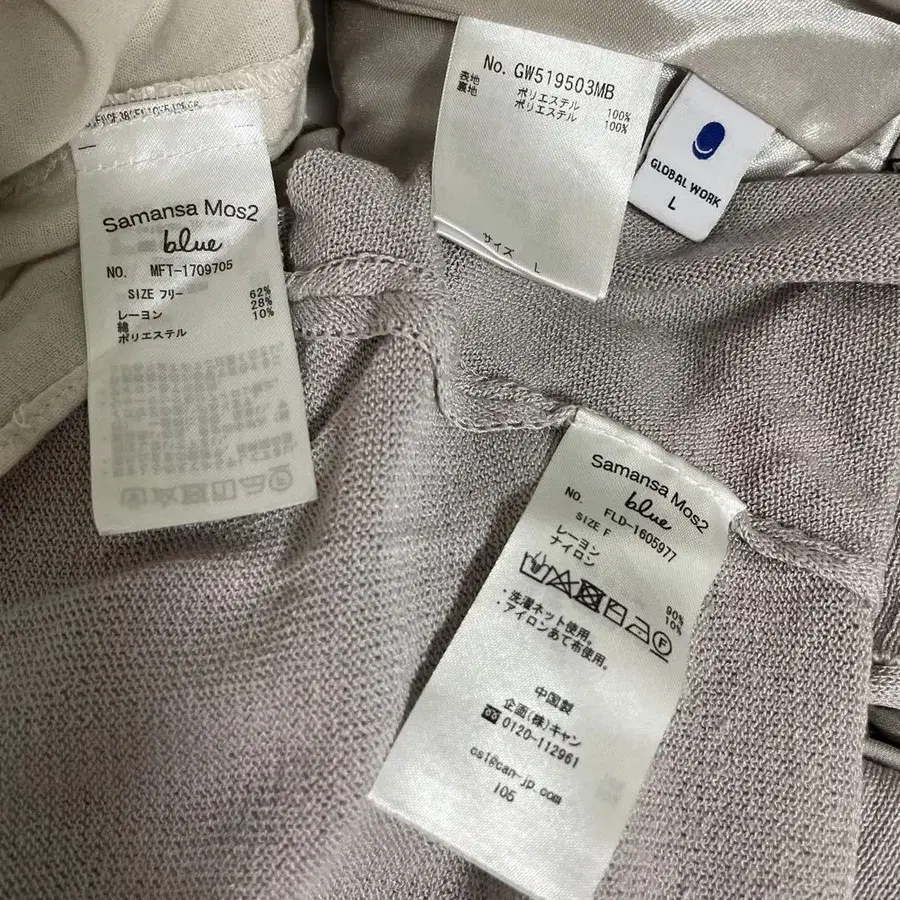 Samansa Mos2
blue
NO. MFT-1709705
SIZE フリー
レーヨン 62%
綿 28%
ポリエステル 10%
No. GW519503MB
表地 ポリエステル 100%
裏地 ポリエステル 100%
サイズ L
GLOBAL WORK
L
Samansa Mos2
blue
NO. FLD-1605977
SIZE F
レーヨン 90%
ナイロン 10%
F
・洗濯ネット使用。
・アイロンあて布使用。
中国製
企画(株)キャン
0120-112961
csi@can-jp.com
105